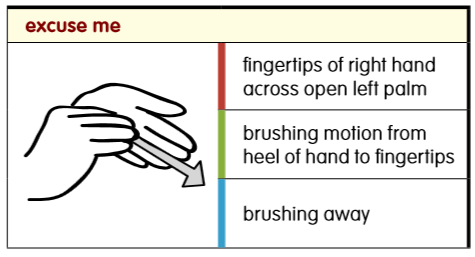 excuse me
fingertips of right hand
across open left palm
brushing motion from
heel of hand to fingertips
brushing away